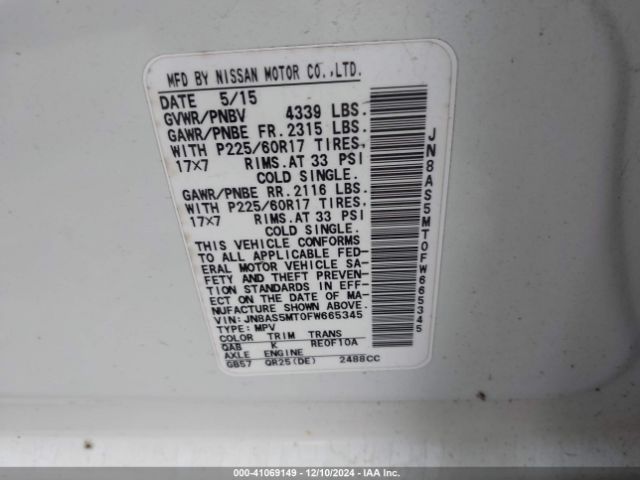 MFD BY NISSAN MOTOR CO.,LTD.
DATE 5/15
GVWR/PNBV 4339 LBS.
GAWR/PNBE FR. 2315 LBS.
WITH P225/60R17 TIRES,
17×7 RIMS.AT 33 PSI
COLD SINGLE.
GAWR/PNBE RR. 2116 LBS.
WITH P225/60R17 TIRES,
17×7 RIMS.AT 33 PSI
COLD SINGLE.
THIS VEHICLE CONFORMS
TO ALL APPLICABLE FED-
ERAL MOTOR VEHICLE SA-
FETY AND THEFT PREVEN-
TION STANDARDS IN EFF-
ECT ON THE DATE OF MA-
NUFACTURE SHOWN ABOVE.
VIN: JN8AS5MT0FW665345
TYPE: MPV
COLOR TRIM TRANS
QAB K RE0F10A
AXLE ENGINE
GB57 QR25(DE) 2488CC
JN8AS5MT0FW665345
000-41069149 - 12/10/2024 - IAA Inc.